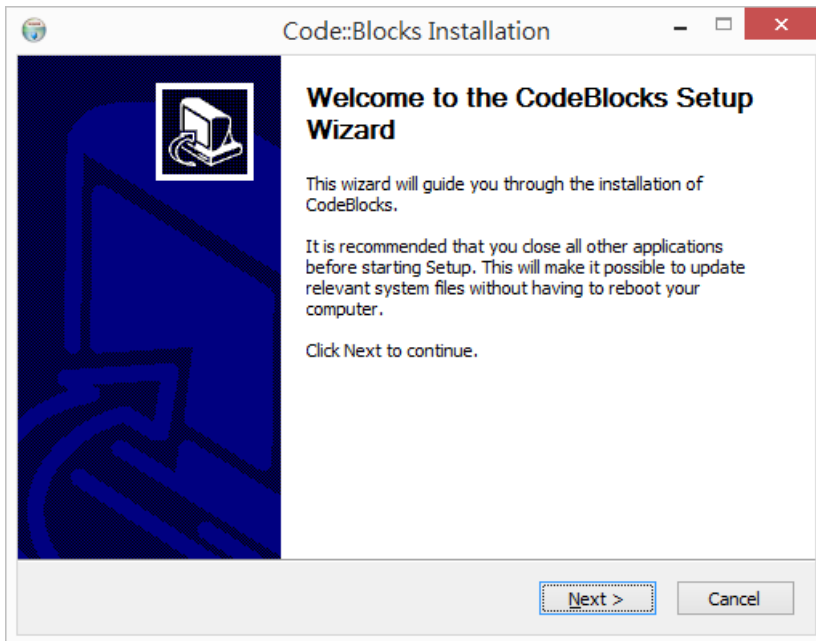 Code::Blocks Installation
Welcome to the CodeBlocks Setup
Wizard
This wizard will guide you through the installation of
CodeBlocks.
It is recommended that you close all other applications
before starting Setup. This will make it possible to update
relevant system files without having to reboot your
computer.
Click Next to continue.
Next >
Cancel